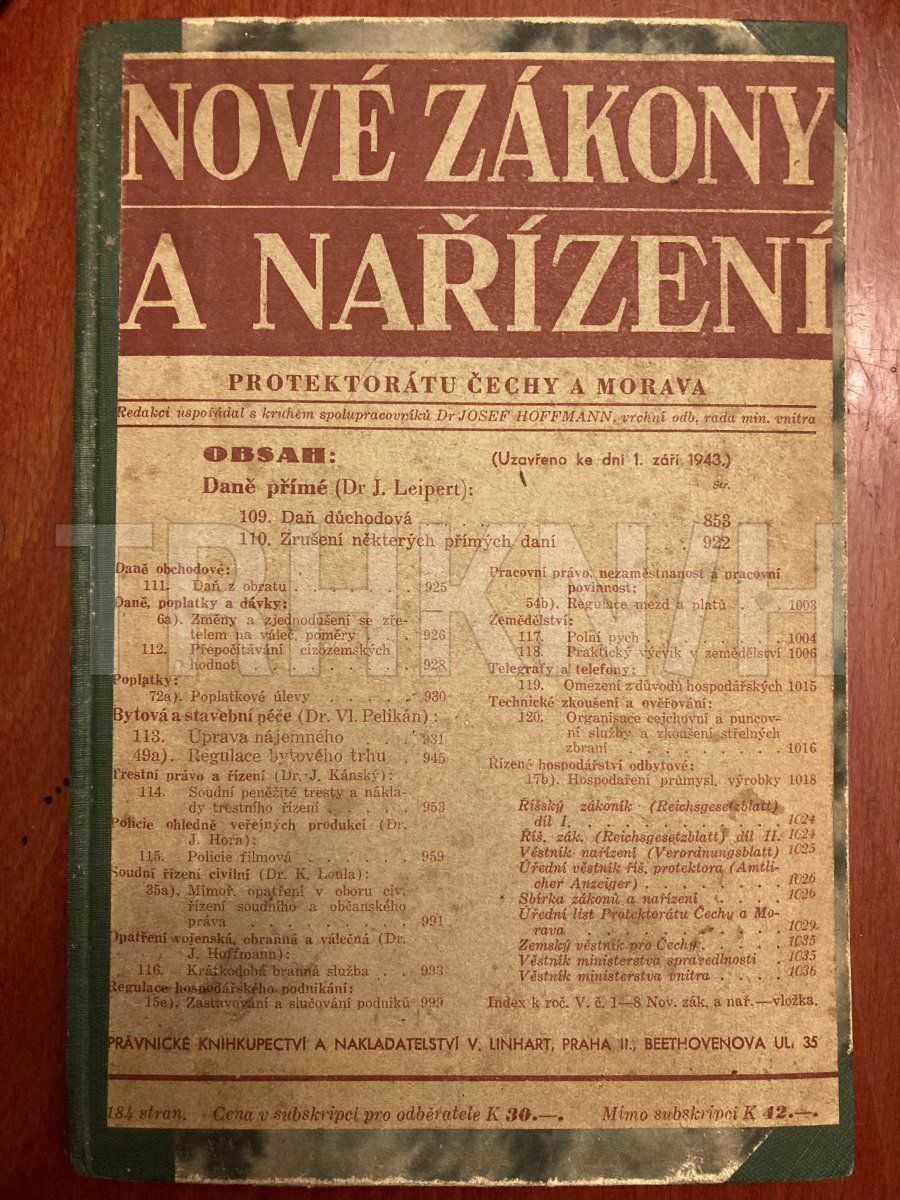 NOVÉ ZÁKONY
A NAŘÍZENÍ
PROTEKTORÁTU ČECHY A MORAVA
Redakci uspořádal s kruhem spolupracovníků Dr JOSEF HOFFMANN, vrchní odb. rada min. vnitra
OBSAH:
(Uzavřeno ke dni 1. září 1943.)
Daně přímé (Dr J. Leipert):
Str.
109. Daň důchodová . . . . 853
110. Zrušení některých přímých daní . . 922
Daně obchodové:
111. Daň z obratu . . . . . 925
Daně, poplatky a dávky:
6a). Změny a zjednodušení se zře-
telem na váleč. poměry . . 926
112. Přepočítávání cizozemských
hodnot . . . . . . 928
Poplatky:
72a). Poplatkové úlevy . . . 930
Bytová a stavební péče (Dr. Vl. Pelikán):
113. Úprava nájemného . . 931
49a). Regulace bytového trhu . 945
Trestní právo a řízení (Dr. J. Kánský):
114. Soudní peněžité tresty a nákla-
dy trestního řízení . . . . 953
Policie ohledně veřejných produkcí (Dr.
J. Hora):
115. Policie filmová . . . . . 959
Soudní řízení civilní (Dr. K. Loula):
35a). Mimoř. opatření v oboru civ.
řízení soudního a občanského
práva . . . . . . . 991
Opatření vojenská, obranná a válečná (Dr.
J. Hoffmann):
116. Krátkodobá branná služba . . 993
Regulace hospodářského podnikání:
15e). Zastavování a slučování podniků 999
Pracovní právo, nezaměstnanost a pracovní
povinnost:
54b). Regulace mezd a platů . . . 1003
Zemědělství:
117. Polní pych . . . . . . 1004
118. Praktický výcvik v zemědělství 1006
Telegrafy a telefony:
119. Omezení z důvodů hospodářských 1015
Technické zkoušení a ověřování:
120. Organisace cejchovní a puncov-
ní služby a zkoušení střelných
zbraní . . . . . . . . 1016
Řízené hospodářství odbytové:
17b). Hospodaření průmysl. výrobky 1018
Říšský zákoník (Reichsgesetzblatt)
díl I. . . . . . . . . 1024
Říš. zák. (Reichsgesetzblatt) díl II. 1024
Věstník nařízení (Verordnungsblatt) 1025
Úřední věstník říš. protektora (Amtli-
cher Anzeiger) . . . . . . 1026
Sbírka zákonů a nařízení . . . 1026
Úřední list Protektorátu Čechy a Mo-
rava . . . . . . . . 1029
Zemský věstník pro Čechy . . . 1035
Věstník ministerstva spravedlnosti . 1035
Věstník ministerstva vnitra . . . 1036
Index k roč. V. č. 1—8 Nov. zák. a nař.—vložka.
PRÁVNICKÉ KNIHKUPECTVÍ A NAKLADATELSTVÍ V. LINHART, PRAHA II., BEETHOVENOVA UL. 35
184 stran. Cena v subskripci pro odběratele K 30.—. Mimo subskripci K 42.—.
TRHKNIH